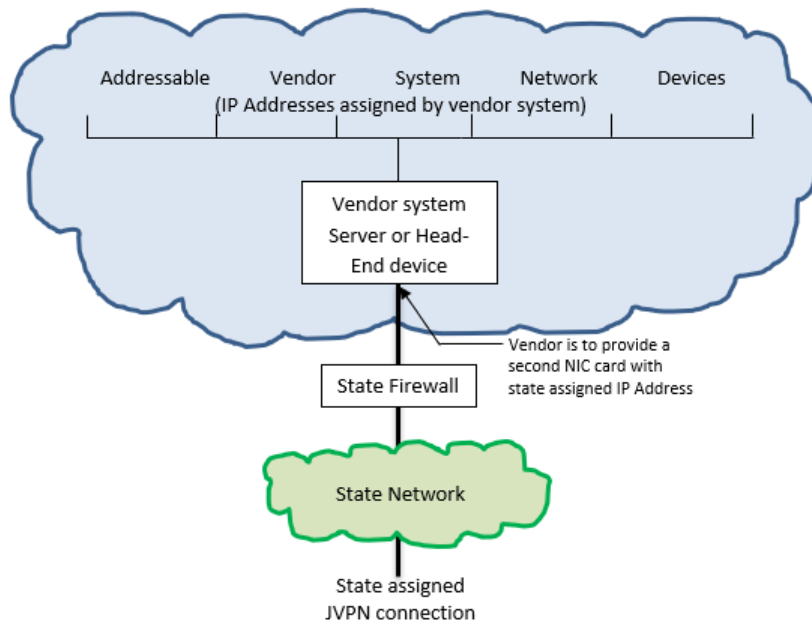 Addressable Vendor System Network Devices
(IP Addresses assigned by vendor system)
Vendor system
Server or Head-
End device
Vendor is to provide a
second NIC card with
state assigned IP Address
State Firewall
State Network
State assigned
JVPN connection